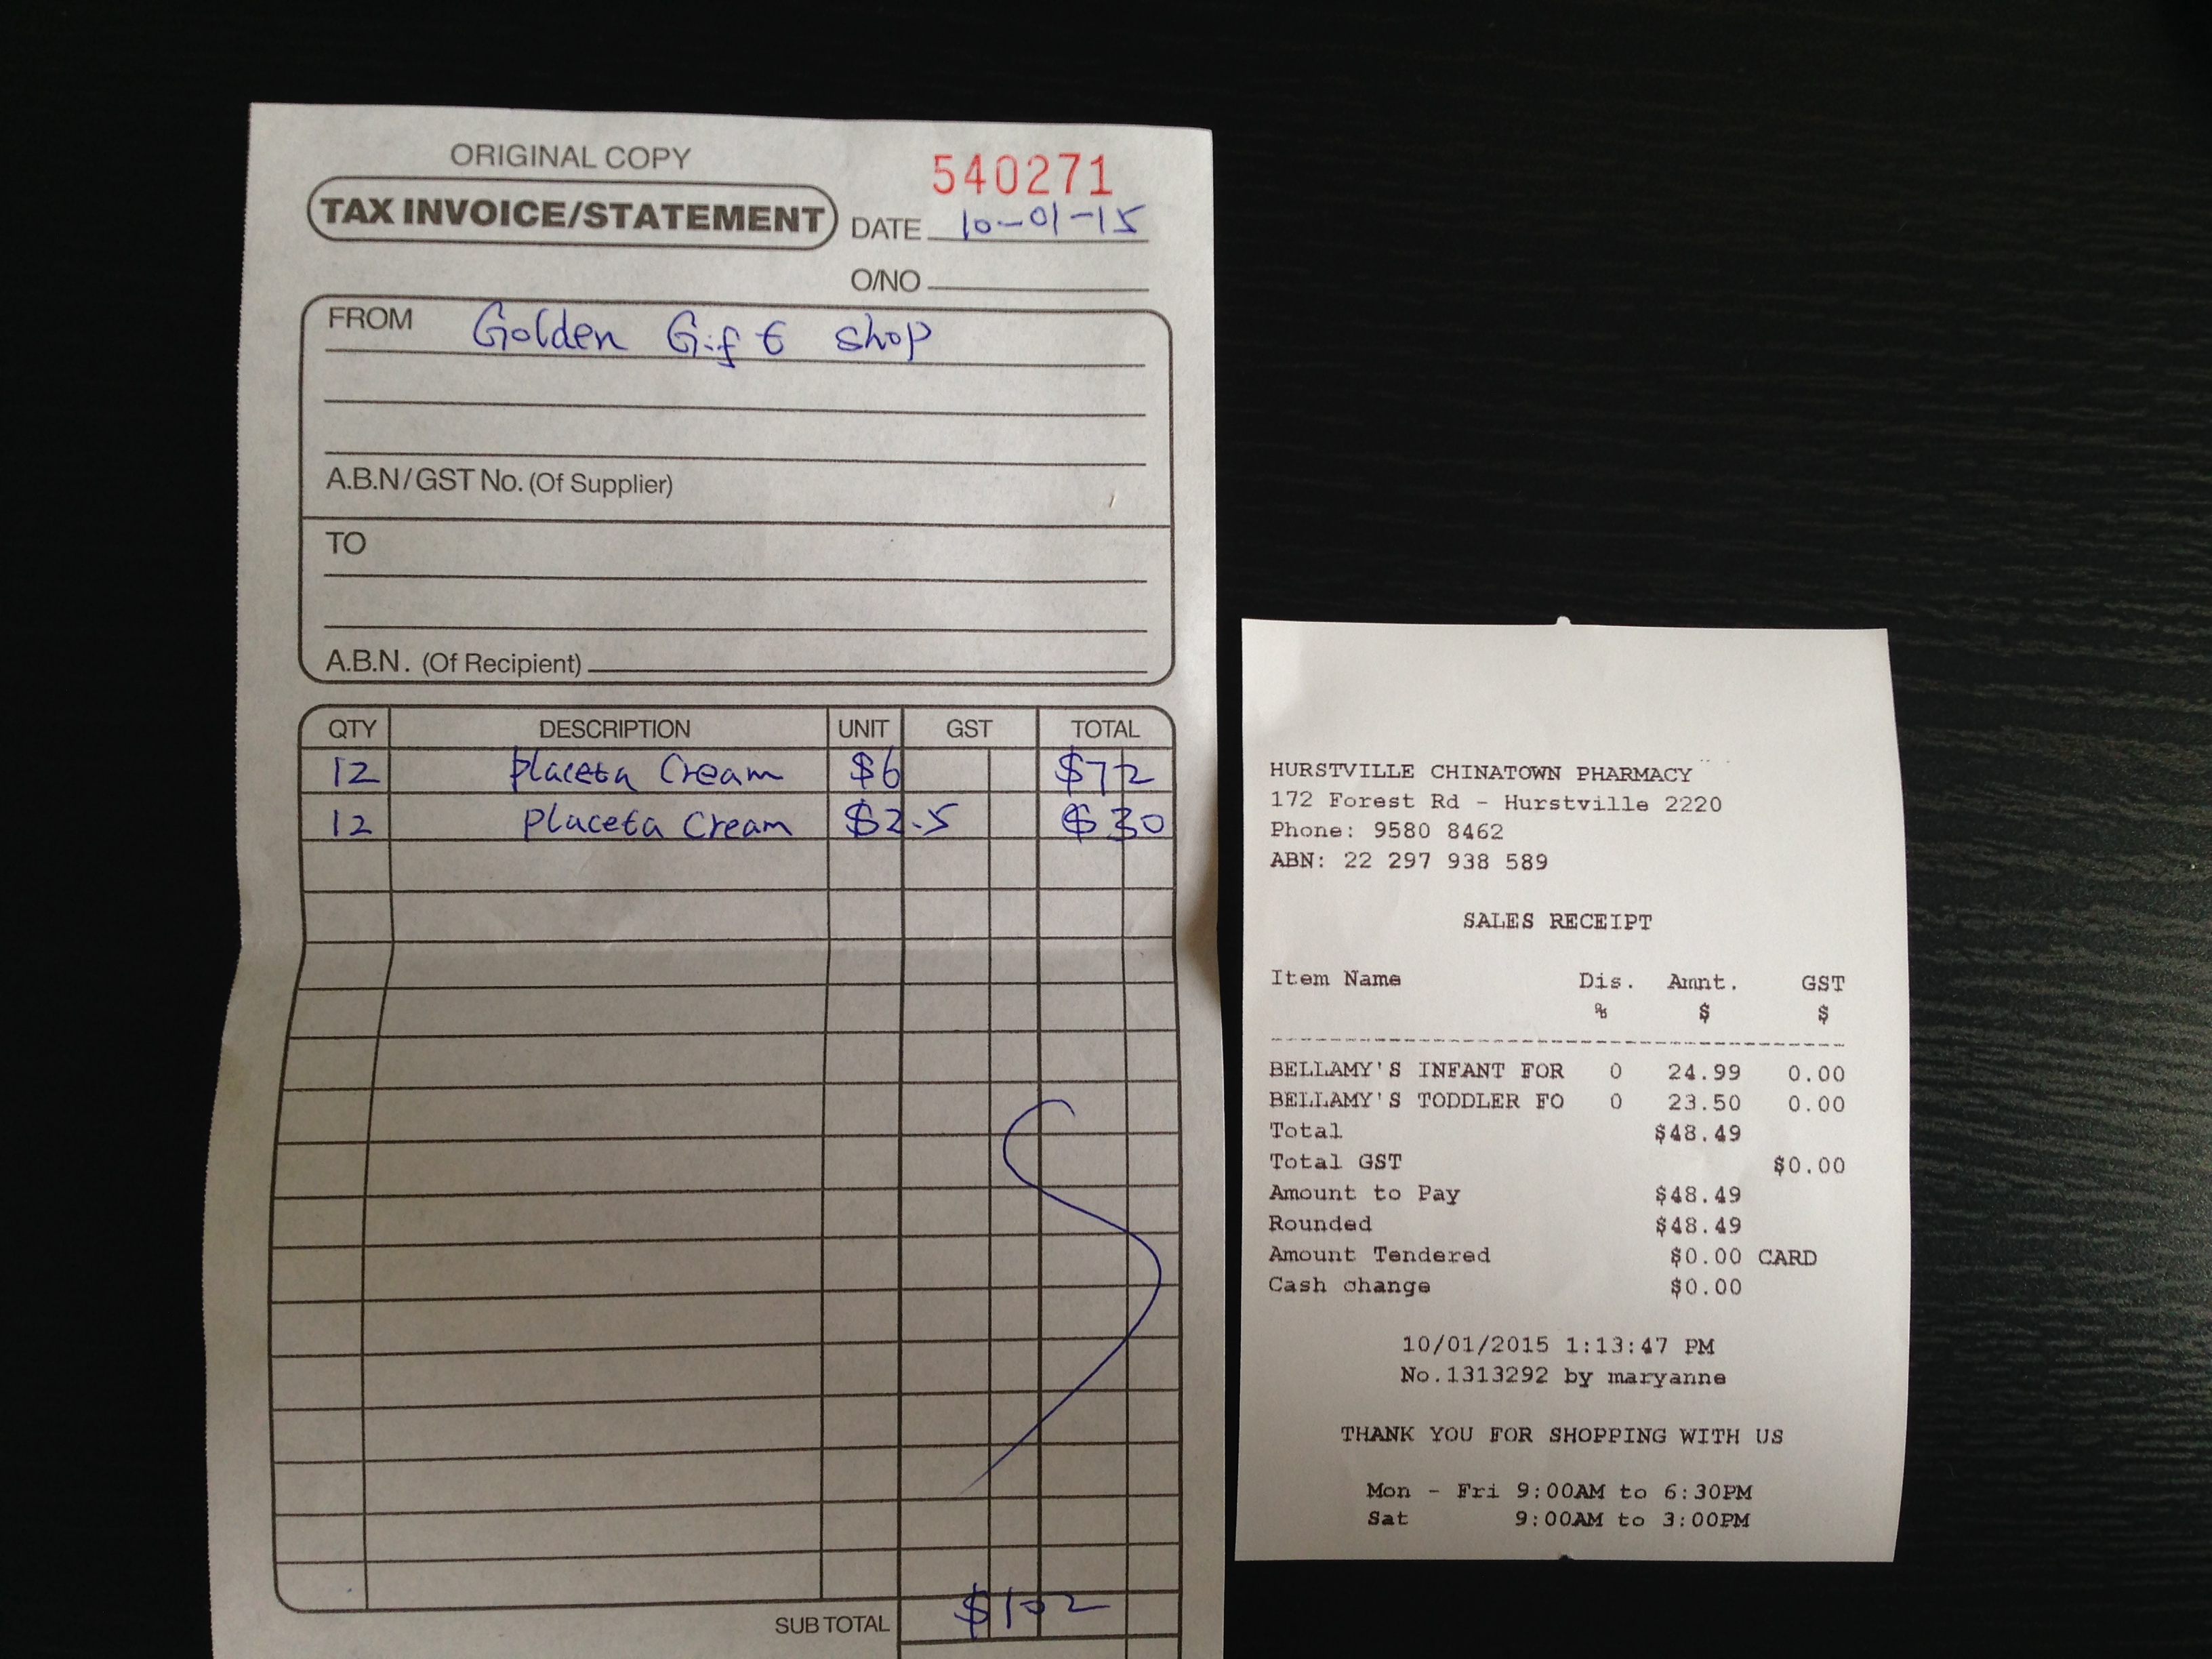 ORIGINAL COPY
540271
TAX INVOICE/STATEMENT DATE 10-01-15
O/NO
FROM Golden Gift Shop
A.B.N/GST No. (Of Supplier)
TO
A.B.N. (Of Recipient)
QTY DESCRIPTION UNIT GST TOTAL
12 placeta Cream $6 $72
12 placeta Cream $2.5 $30
SUBTOTAL $102
HURSTVILLE CHINATOWN PHARMACY
172 Forest Rd - Hurstville 2220
Phone: 9580 8462
ABN: 22 297 938 589
SALES RECEIPT
Item Name Dis. Amnt. GST
% $ $
--------------------------------
BELLAMY'S INFANT FOR 0 24.99 0.00
BELLAMY'S TODDLER FO 0 23.50 0.00
Total $48.49
Total GST $0.00
Amount to Pay $48.49
Rounded $48.49
Amount Tendered $0.00 CARD
Cash change $0.00
10/01/2015 1:13:47 PM
No.1313292 by maryanne
THANK YOU FOR SHOPPING WITH US
Mon - Fri 9:00AM to 6:30PM
Sat 9:00AM to 3:00PM